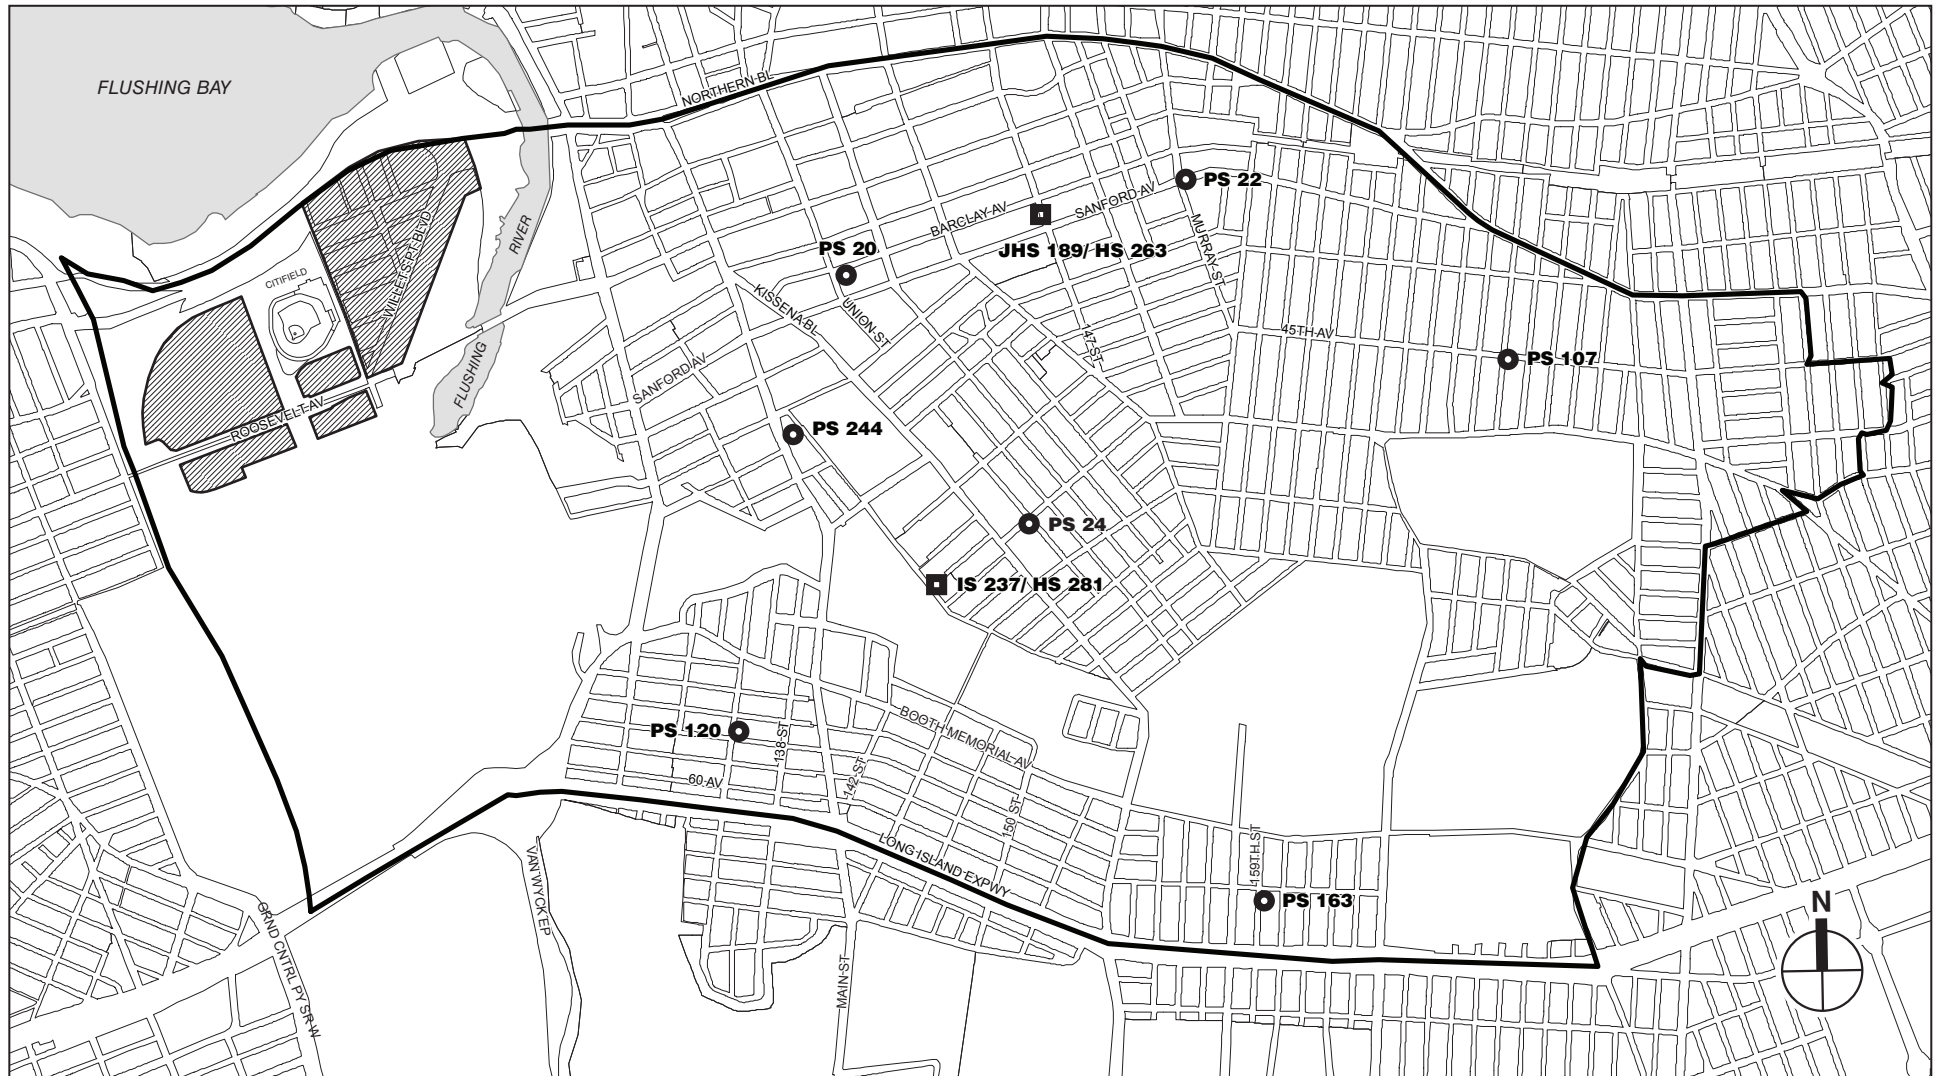 FLUSHING BAY
NORTHERN BL
PS 22
SANFORD AV
BARCLAY AV
WILLETS PT BLVD
RIVER
MURRAY ST
PS 20
JHS 189/ HS 263
CITIFIELD
KISSENA BL
UNION ST
45TH AV
47 ST
PS 107
FLUSHING
SANFORD AV
ROOSEVELT AV
PS 244
PS 24
IS 237/ HS 281
PS 120
138 ST
BOOTH MEMORIAL AV
60 AV
142 ST
150 ST
LONG ISLAND EXPWY
159TH ST
VAN WYCK EP
PS 163
N
GRND CNTRL PY SR W
MAIN ST